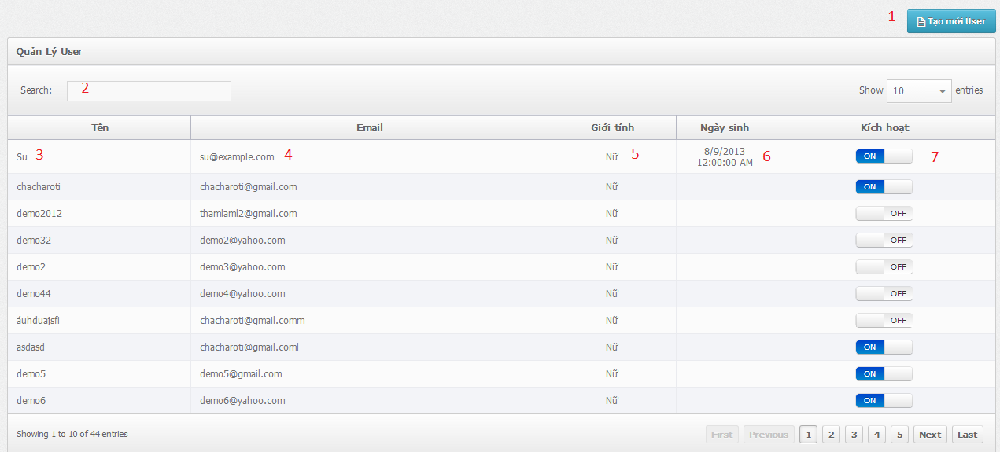 1 Tạo mới User
Quản Lý User
Search: 2 Show 10 entries
Tên Email Giới tính Ngày sinh Kích hoạt
Su 3 su@example.com 4 Nữ 5 8/9/2013 6 ON 7
12:00:00 AM
chacharoti chacharoti@gmail.com Nữ ON
demo2012 thamlaml2@gmail.com Nữ OFF
demo32 demo2@yahoo.com Nữ OFF
demo2 demo3@yahoo.com Nữ OFF
demo44 demo4@yahoo.com Nữ OFF
áuhduajsfi chacharoti@gmail.comm Nữ OFF
asdasd chacharoti@gmail.coml Nữ ON
demo5 demo5@gmail.com Nữ ON
demo6 demo6@yahoo.com Nữ ON
Showing 1 to 10 of 44 entries First Previous 1 2 3 4 5 Next Last